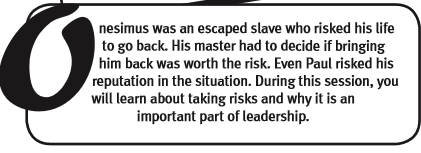 Onesimus was an escaped slave who risked his life
to go back. His master had to decide if bringing
him back was worth the risk. Even Paul risked his
reputation in the situation. During this session, you
will learn about taking risks and why it is an
important part of leadership.